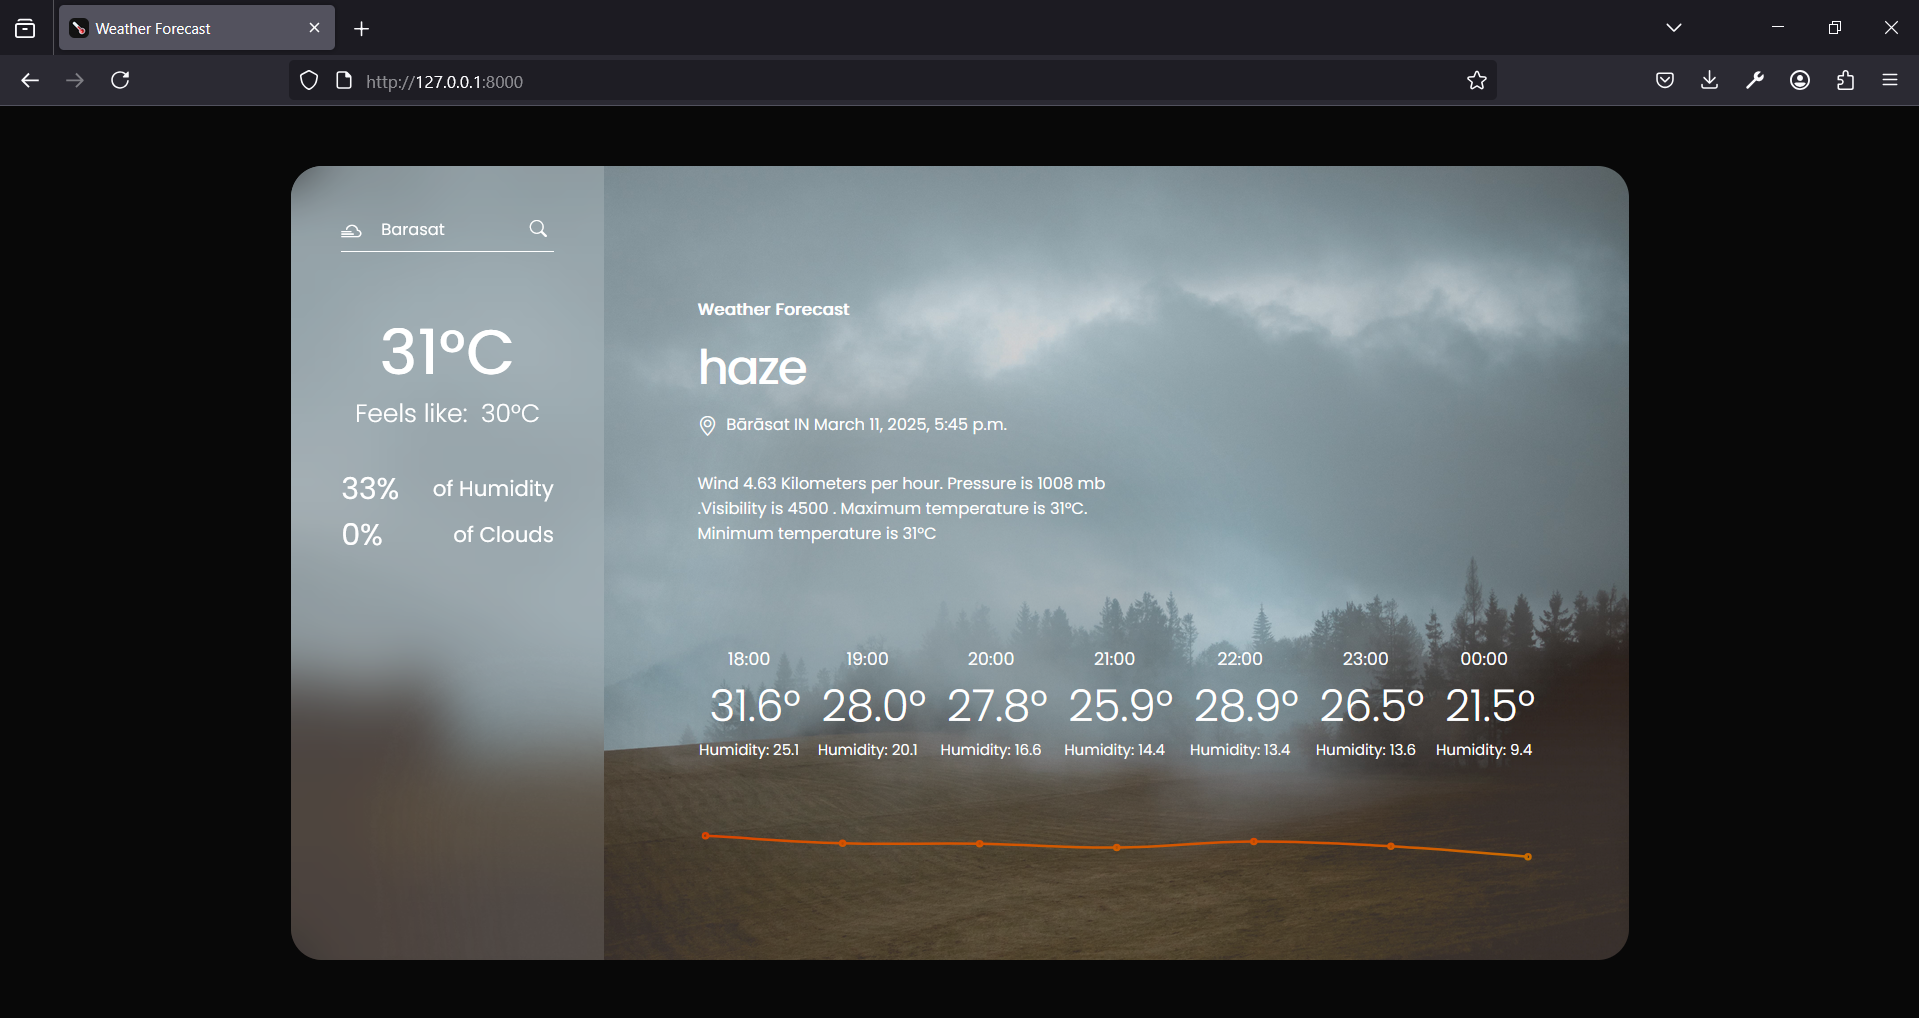 Weather Forecast
http://127.0.0.1:8000
Barasat
31°C
Feels like: 30°C
33% of Humidity
0% of Clouds
Weather Forecast
haze
Bārāsat IN March 11, 2025, 5:45 p.m.
Wind 4.63 Kilometers per hour. Pressure is 1008 mb
.Visibility is 4500 . Maximum temperature is 31°C.
Minimum temperature is 31°C
18:00 19:00 20:00 21:00 22:00 23:00 00:00
31.6° 28.0° 27.8° 25.9° 28.9° 26.5° 21.5°
Humidity: 25.1 Humidity: 20.1 Humidity: 16.6 Humidity: 14.4 Humidity: 13.4 Humidity: 13.6 Humidity: 9.4